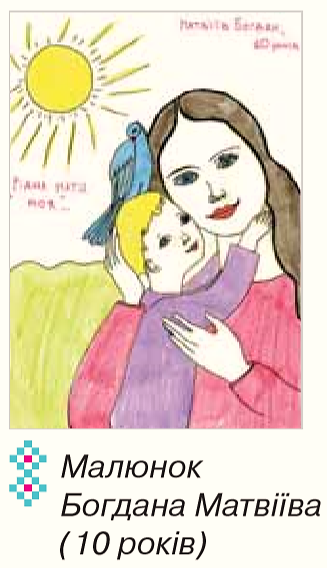 Матвіїв Богдан,
10 років
"Рідна мати
моя"...
Малюнок
Богдана Матвіїва
(10 років)